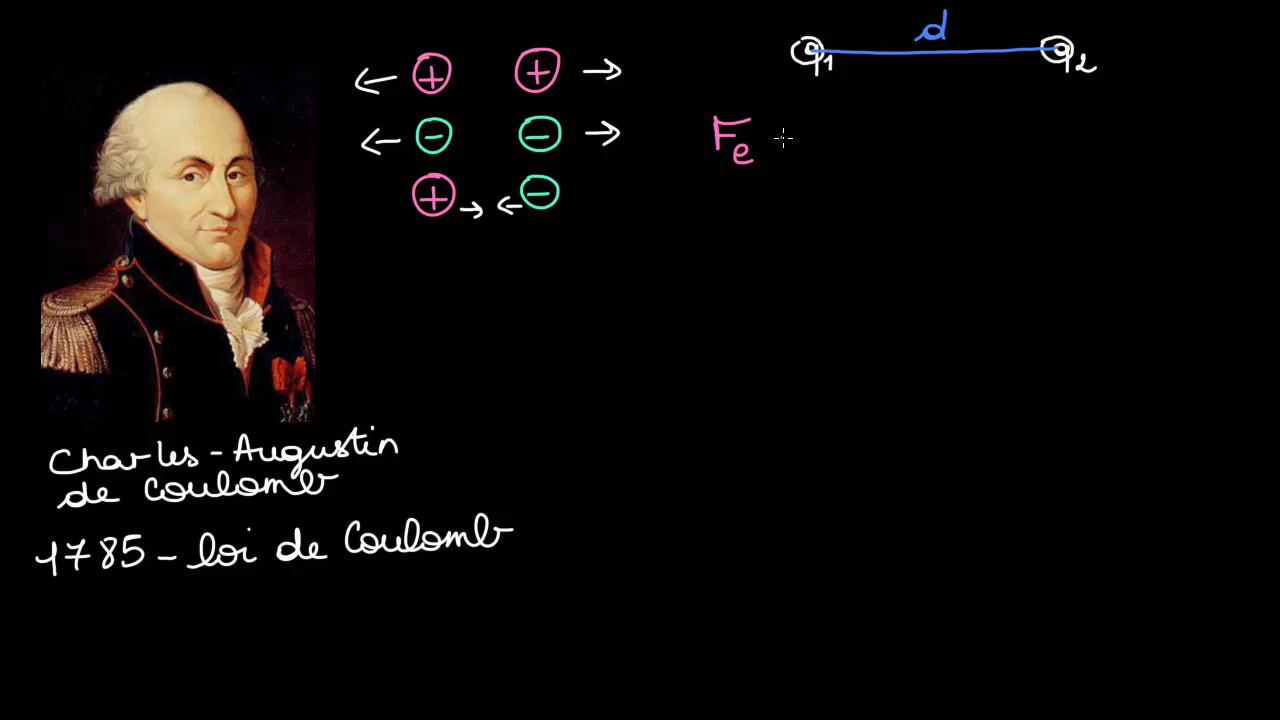 + +
- -
+ -
Charles-Augustin
de Coulomb
1785 - loi de Coulomb
d
q1 q2
Fe